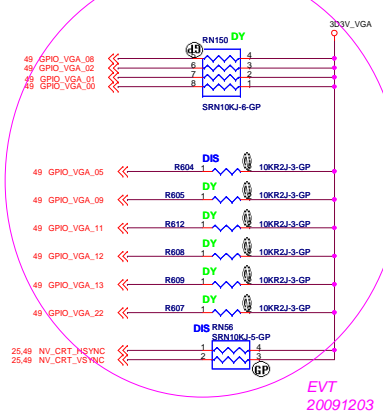 3D3V_VGA
RN150 DY
GP
49 GPIO_VGA_08 5 4
49 GPIO_VGA_02 6 3
49 GPIO_VGA_01 7 2
49 GPIO_VGA_00 8 1
SRN10KJ-6-GP
DIS
49 GPIO_VGA_05 R604 1 2 10KR2J-3-GP
DY
49 GPIO_VGA_09 R605 1 2 10KR2J-3-GP
DY
49 GPIO_VGA_11 R612 1 2 10KR2J-3-GP
DY
49 GPIO_VGA_12 R608 1 2 10KR2J-3-GP
DY
49 GPIO_VGA_13 R609 1 2 10KR2J-3-GP
DY
49 GPIO_VGA_22 R607 1 2 10KR2J-3-GP
DIS RN56
SRN10KJ-5-GP
25,49 NV_CRT_HSYNC 1 4
25,49 NV_CRT_VSYNC 2 3
GP
EVT
20091203